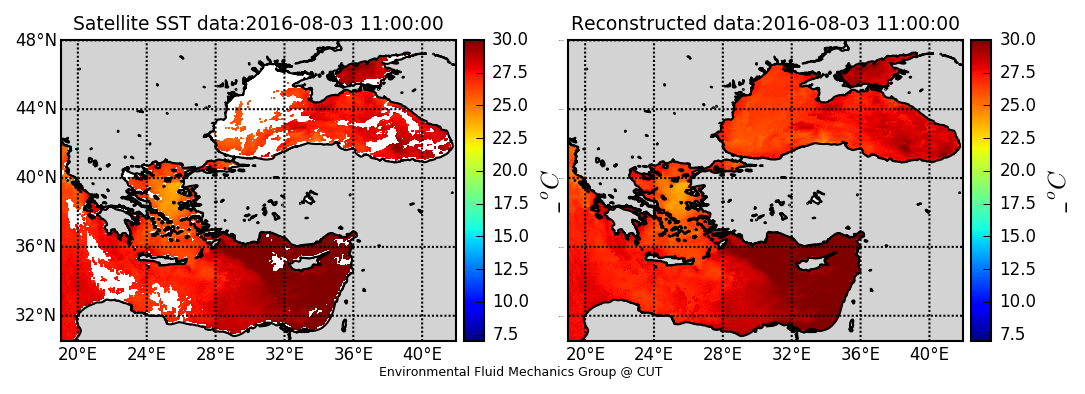 Satellite SST data:2016-08-03 11:00:00
48°N
44°N
40°N
36°N
32°N
20°E 24°E 28°E 32°E 36°E 40°E
30.0
27.5
25.0
22.5
20.0
17.5
15.0
12.5
10.0
7.5
_ °C
Reconstructed data:2016-08-03 11:00:00
20°E 24°E 28°E 32°E 36°E 40°E
30.0
27.5
25.0
22.5
20.0
17.5
15.0
12.5
10.0
7.5
_ °C
Environmental Fluid Mechanics Group @ CUT